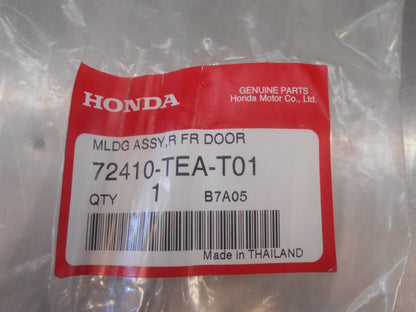 HONDA
GENUINE PARTS
Honda Motor Co., Ltd.
MLDG ASSY,R FR DOOR
72410-TEA-T01
QTY 1 B7A05
Made in THAILAND